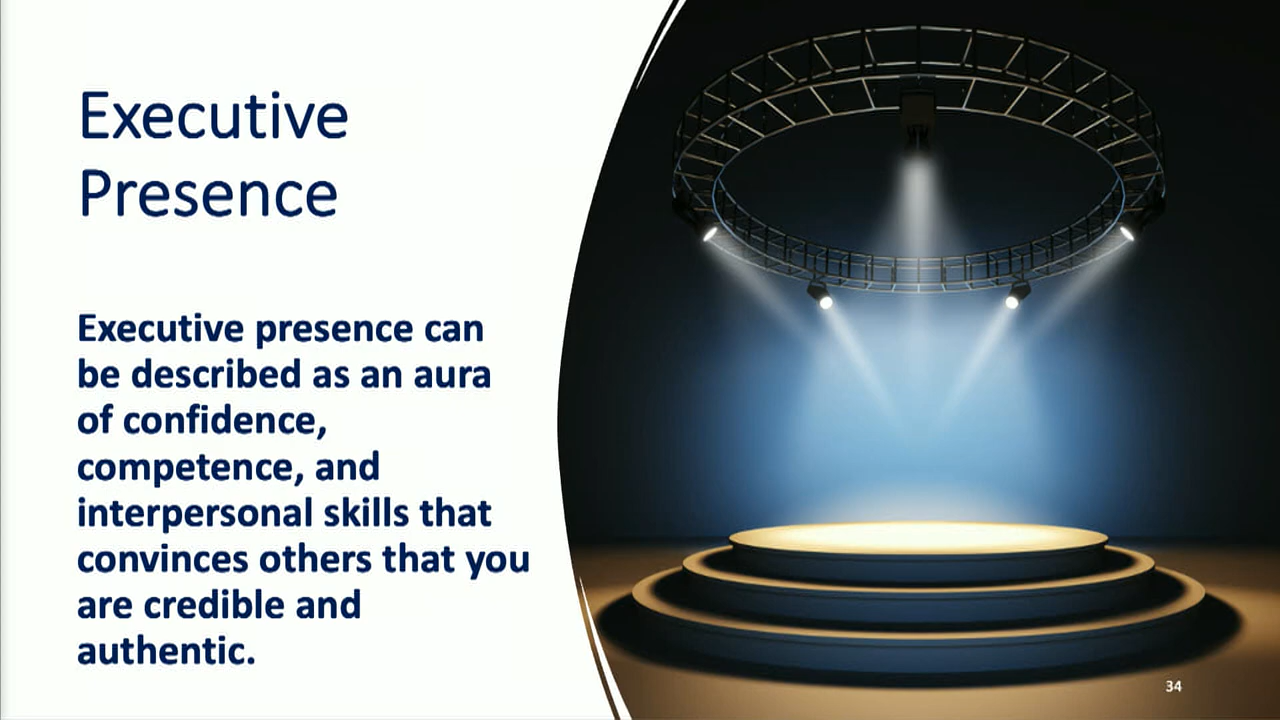 Executive
Presence
Executive presence can
be described as an aura
of confidence,
competence, and
interpersonal skills that
convinces others that you
are credible and
authentic.
34